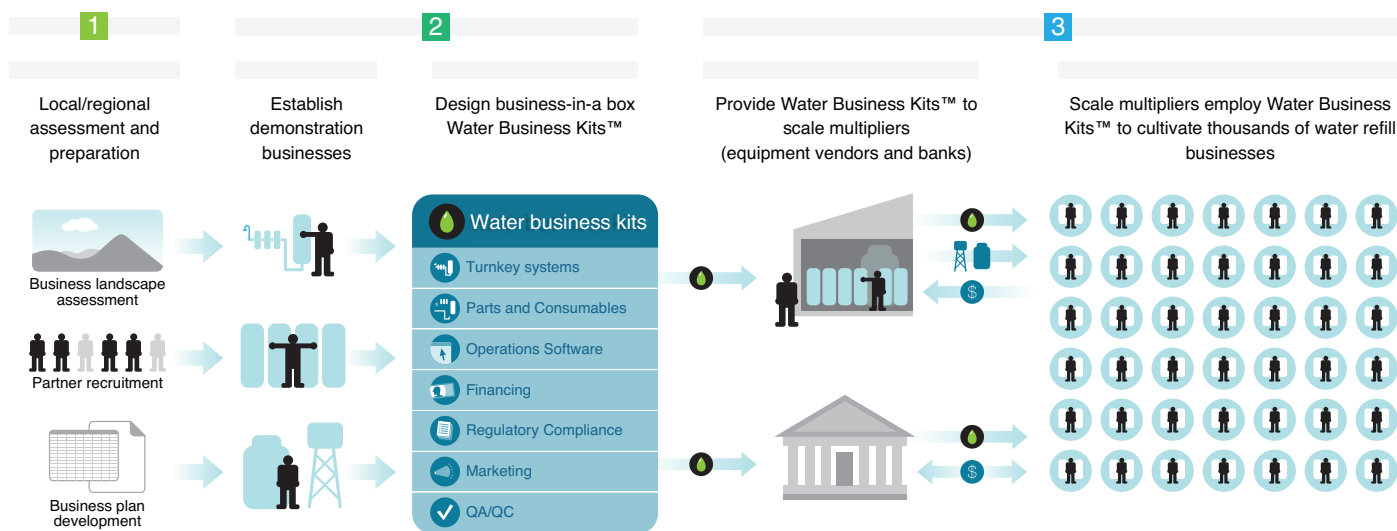 1
2
3
Local/regional
assessment and
preparation
Establish
demonstration
businesses
Design business-in-a box
Water Business Kits™
Provide Water Business Kits™ to
scale multipliers
(equipment vendors and banks)
Scale multipliers employ Water Business
Kits™ to cultivate thousands of water refill
businesses
Business landscape
assessment
Partner recruitment
Business plan
development
Water business kits
Turnkey systems
Parts and Consumables
Operations Software
Financing
Regulatory Compliance
Marketing
QA/QC
$
$